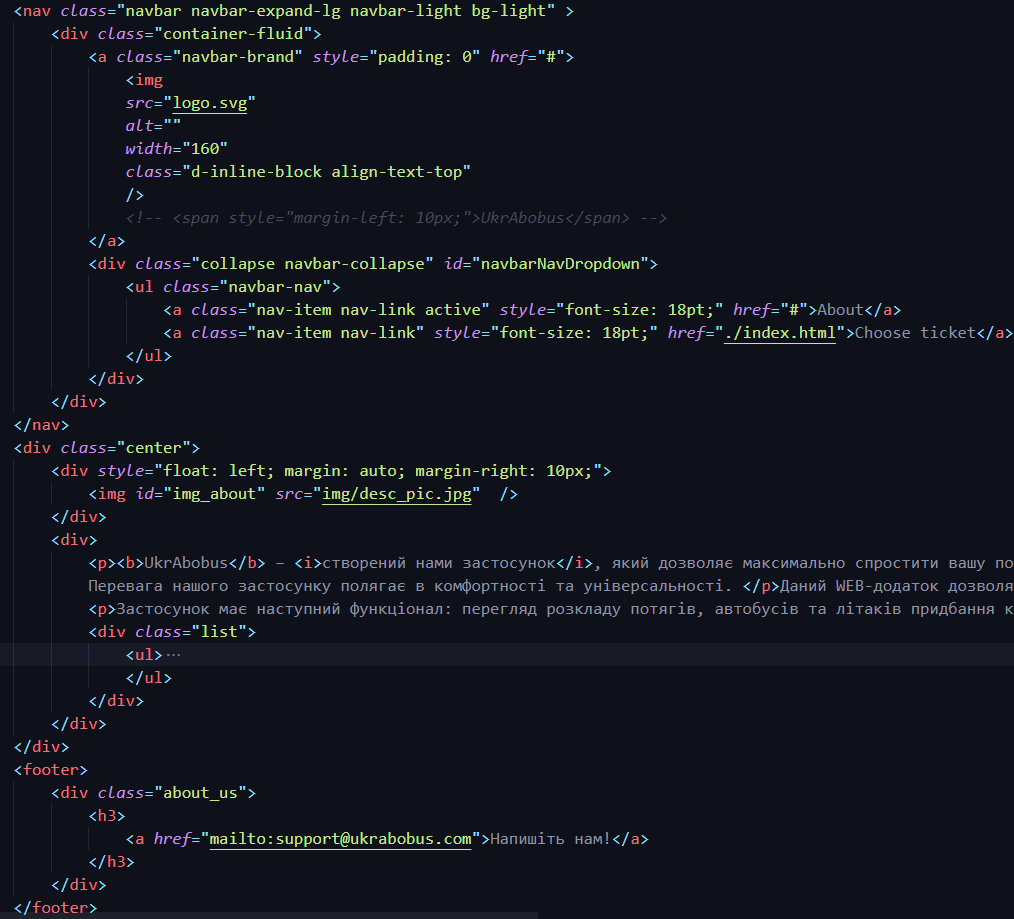 <nav class="navbar navbar-expand-lg navbar-light bg-light" >
<div class="container-fluid">
<a class="navbar-brand" style="padding: 0" href="#">
<img
src="logo.svg"
alt=""
width="160"
class="d-inline-block align-text-top"
/>
<!-- <span style="margin-left: 10px;">UkrAbobus</span> -->
</a>
<div class="collapse navbar-collapse" id="navbarNavDropdown">
<ul class="navbar-nav">
<a class="nav-item nav-link active" style="font-size: 18pt;" href="#">About</a>
<a class="nav-item nav-link" style="font-size: 18pt;" href="./index.html">Choose ticket</a>
</ul>
</div>
</div>
</nav>
<div class="center">
<div style="float: left; margin: auto; margin-right: 10px;">
<img id="img_about" src="img/desc_pic.jpg"  />
</div>
<div>
<p><b>UkrAbobus</b> – <i>створений нами застосунок</i>, який дозволяє максимально спростити вашу по
Перевага нашого застосунку полягає в комфортності та універсальності. </p>Даний WEB-додаток дозволя
<p>Застосунок має наступний функціонал: перегляд розкладу потягів, автобусів та літаків придбання к
<div class="list">
<ul>···
</ul>
</div>
</div>
</div>
<footer>
<div class="about_us">
<h3>
<a href="mailto:support@ukrabobus.com">Напишіть нам!</a>
</h3>
</div>
</footer>